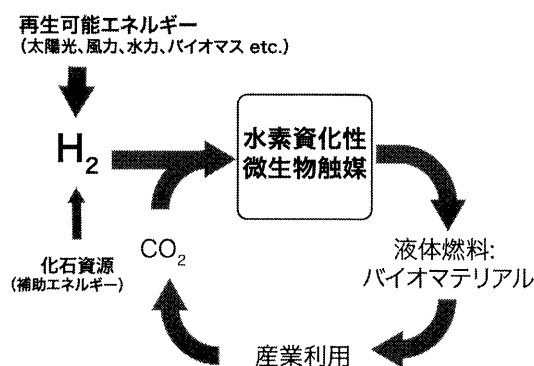 再生可能エネルギー
（太陽光、風力、水力、バイオマス etc.）
H₂
水素資化性
微生物触媒
化石資源
（補助エネルギー）
CO₂
液体燃料:
バイオマテリアル
産業利用